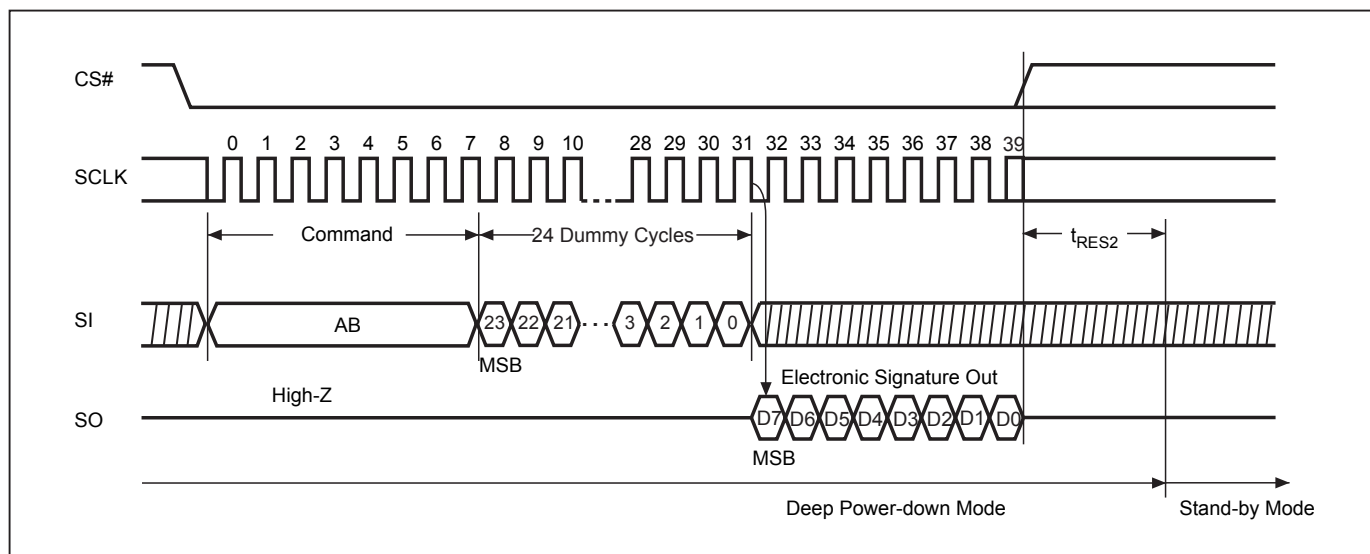 CS#
0 1 2 3 4 5 6 7 8 9 10 28 29 30 31 32 33 34 35 36 37 38 39
SCLK
Command 24 Dummy Cycles tRES2
SI AB 23 22 21 3 2 1 0
MSB
High-Z Electronic Signature Out
SO D7 D6 D5 D4 D3 D2 D1 D0
MSB
Deep Power-down Mode Stand-by Mode